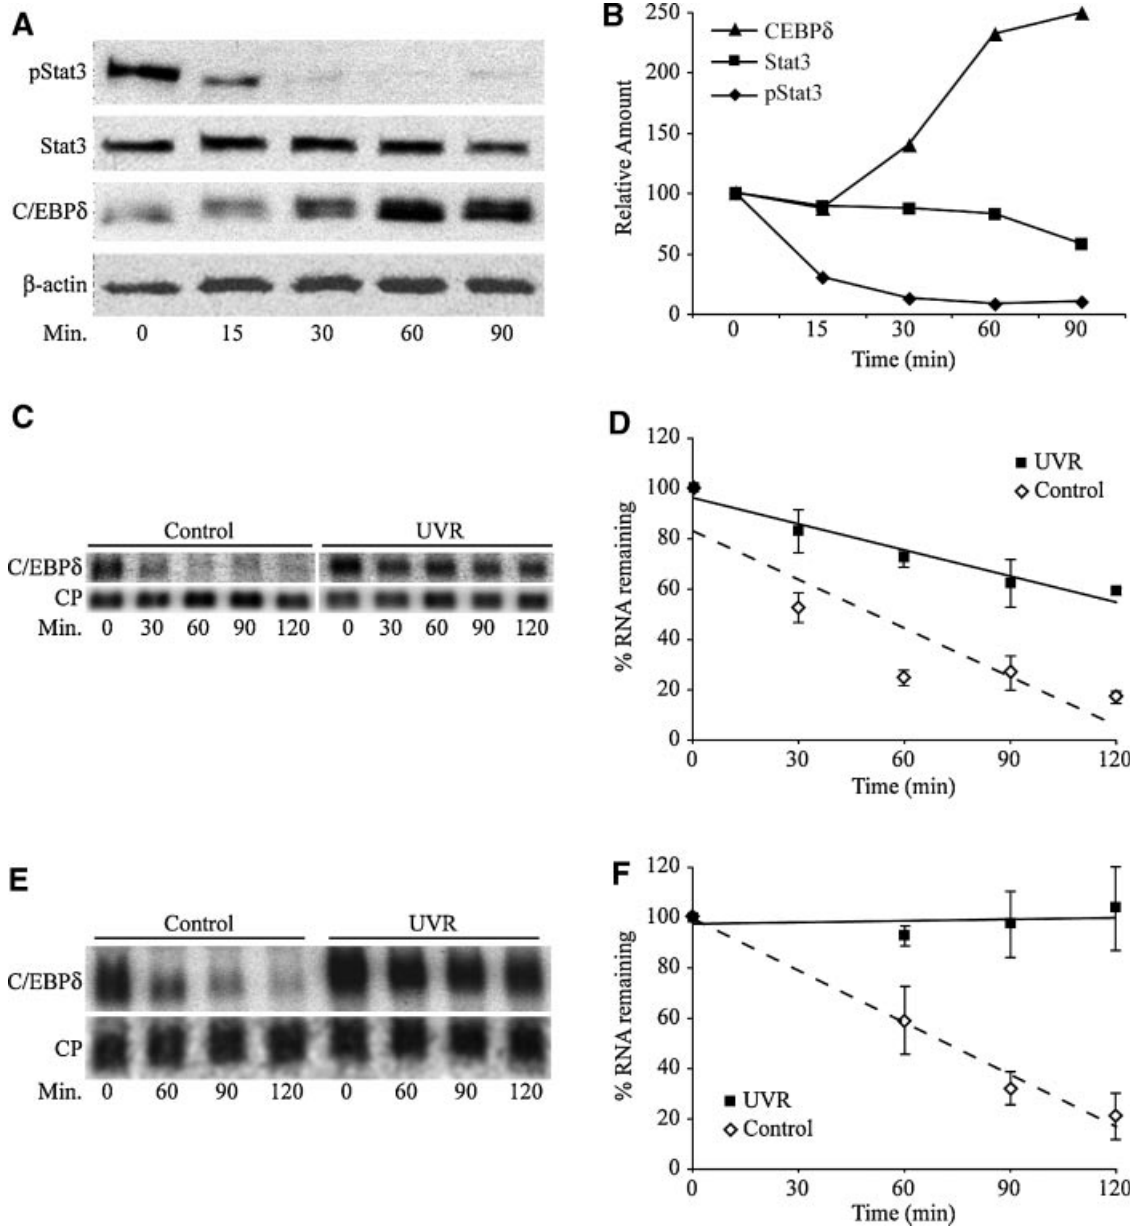 A
pStat3
Stat3
C/EBPδ
β-actin
Min. 0 15 30 60 90
B
250
200
150
100
50
0
Relative Amount
CEBPδ
Stat3
pStat3
0 15 30 60 90
Time (min)
C
Control UVR
C/EBPδ
CP
Min. 0 30 60 90 120 0 30 60 90 120
D
120
100
80
60
40
20
0
% RNA remaining
UVR
Control
0 30 60 90 120
Time (min)
E
Control UVR
C/EBPδ
CP
Min. 0 60 90 120 0 60 90 120
F
120
100
80
60
40
20
0
% RNA remaining
UVR
Control
0 30 60 90 120
Time (min)